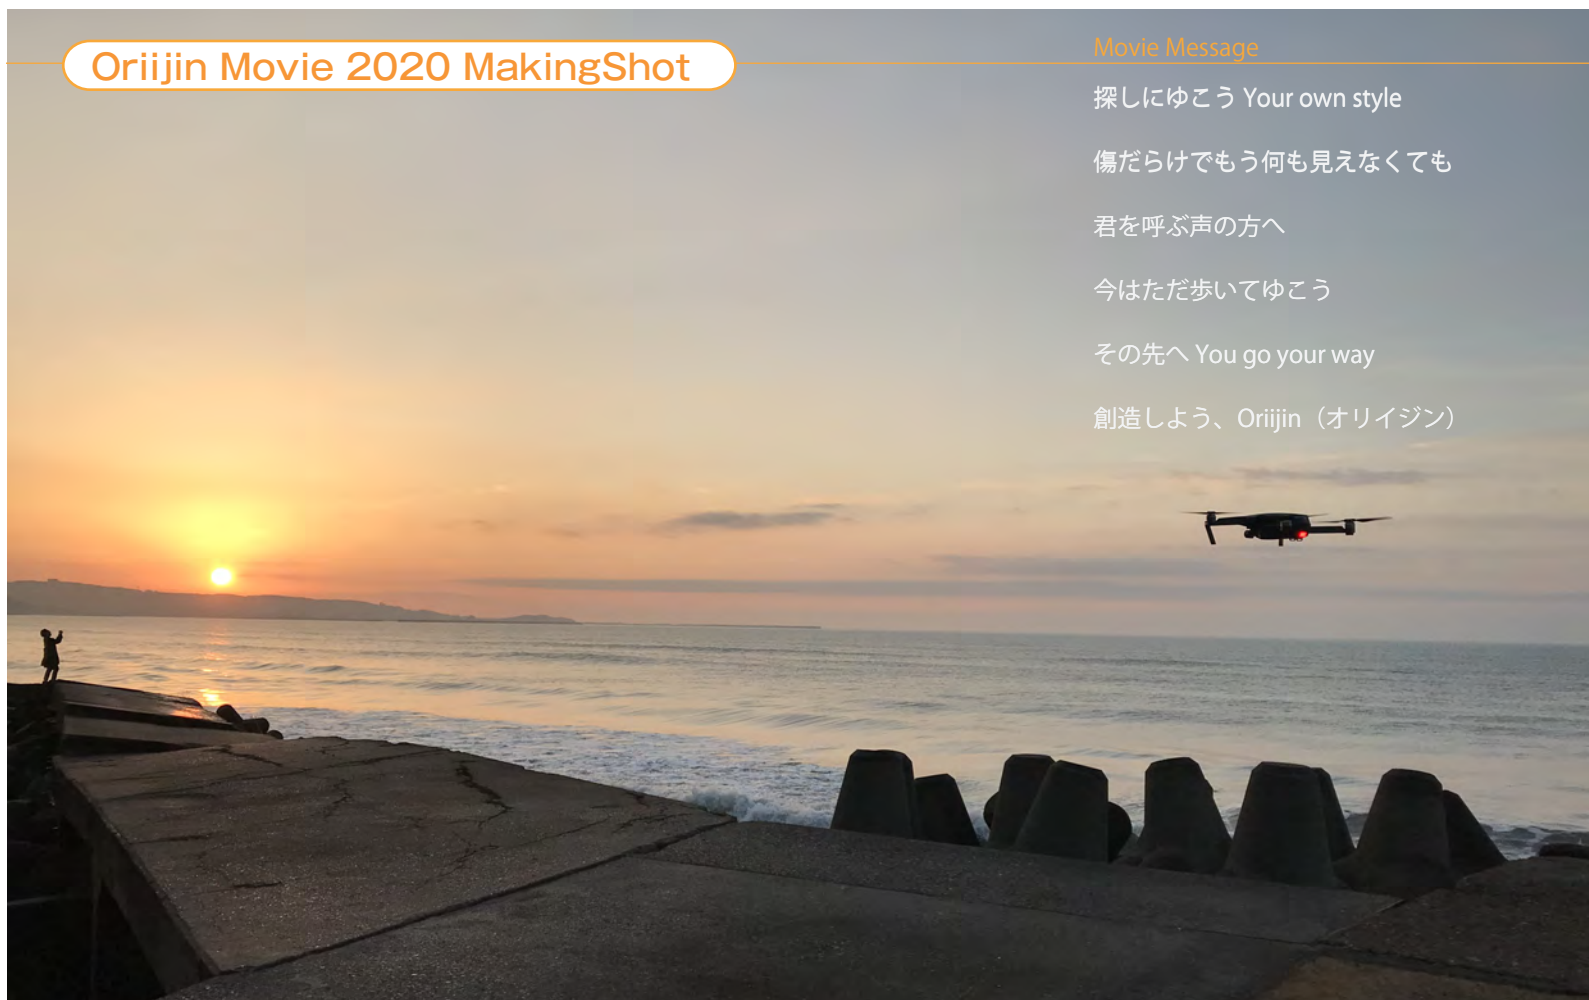 Oriijin Movie 2020 MakingShot
Movie Message
探しにゆこう Your own style
傷だらけでもう何も見えなくても
君を呼ぶ声の方へ
今はただ歩いてゆこう
その先へ You go your way
創造しよう、Oriijin（オリイジン）